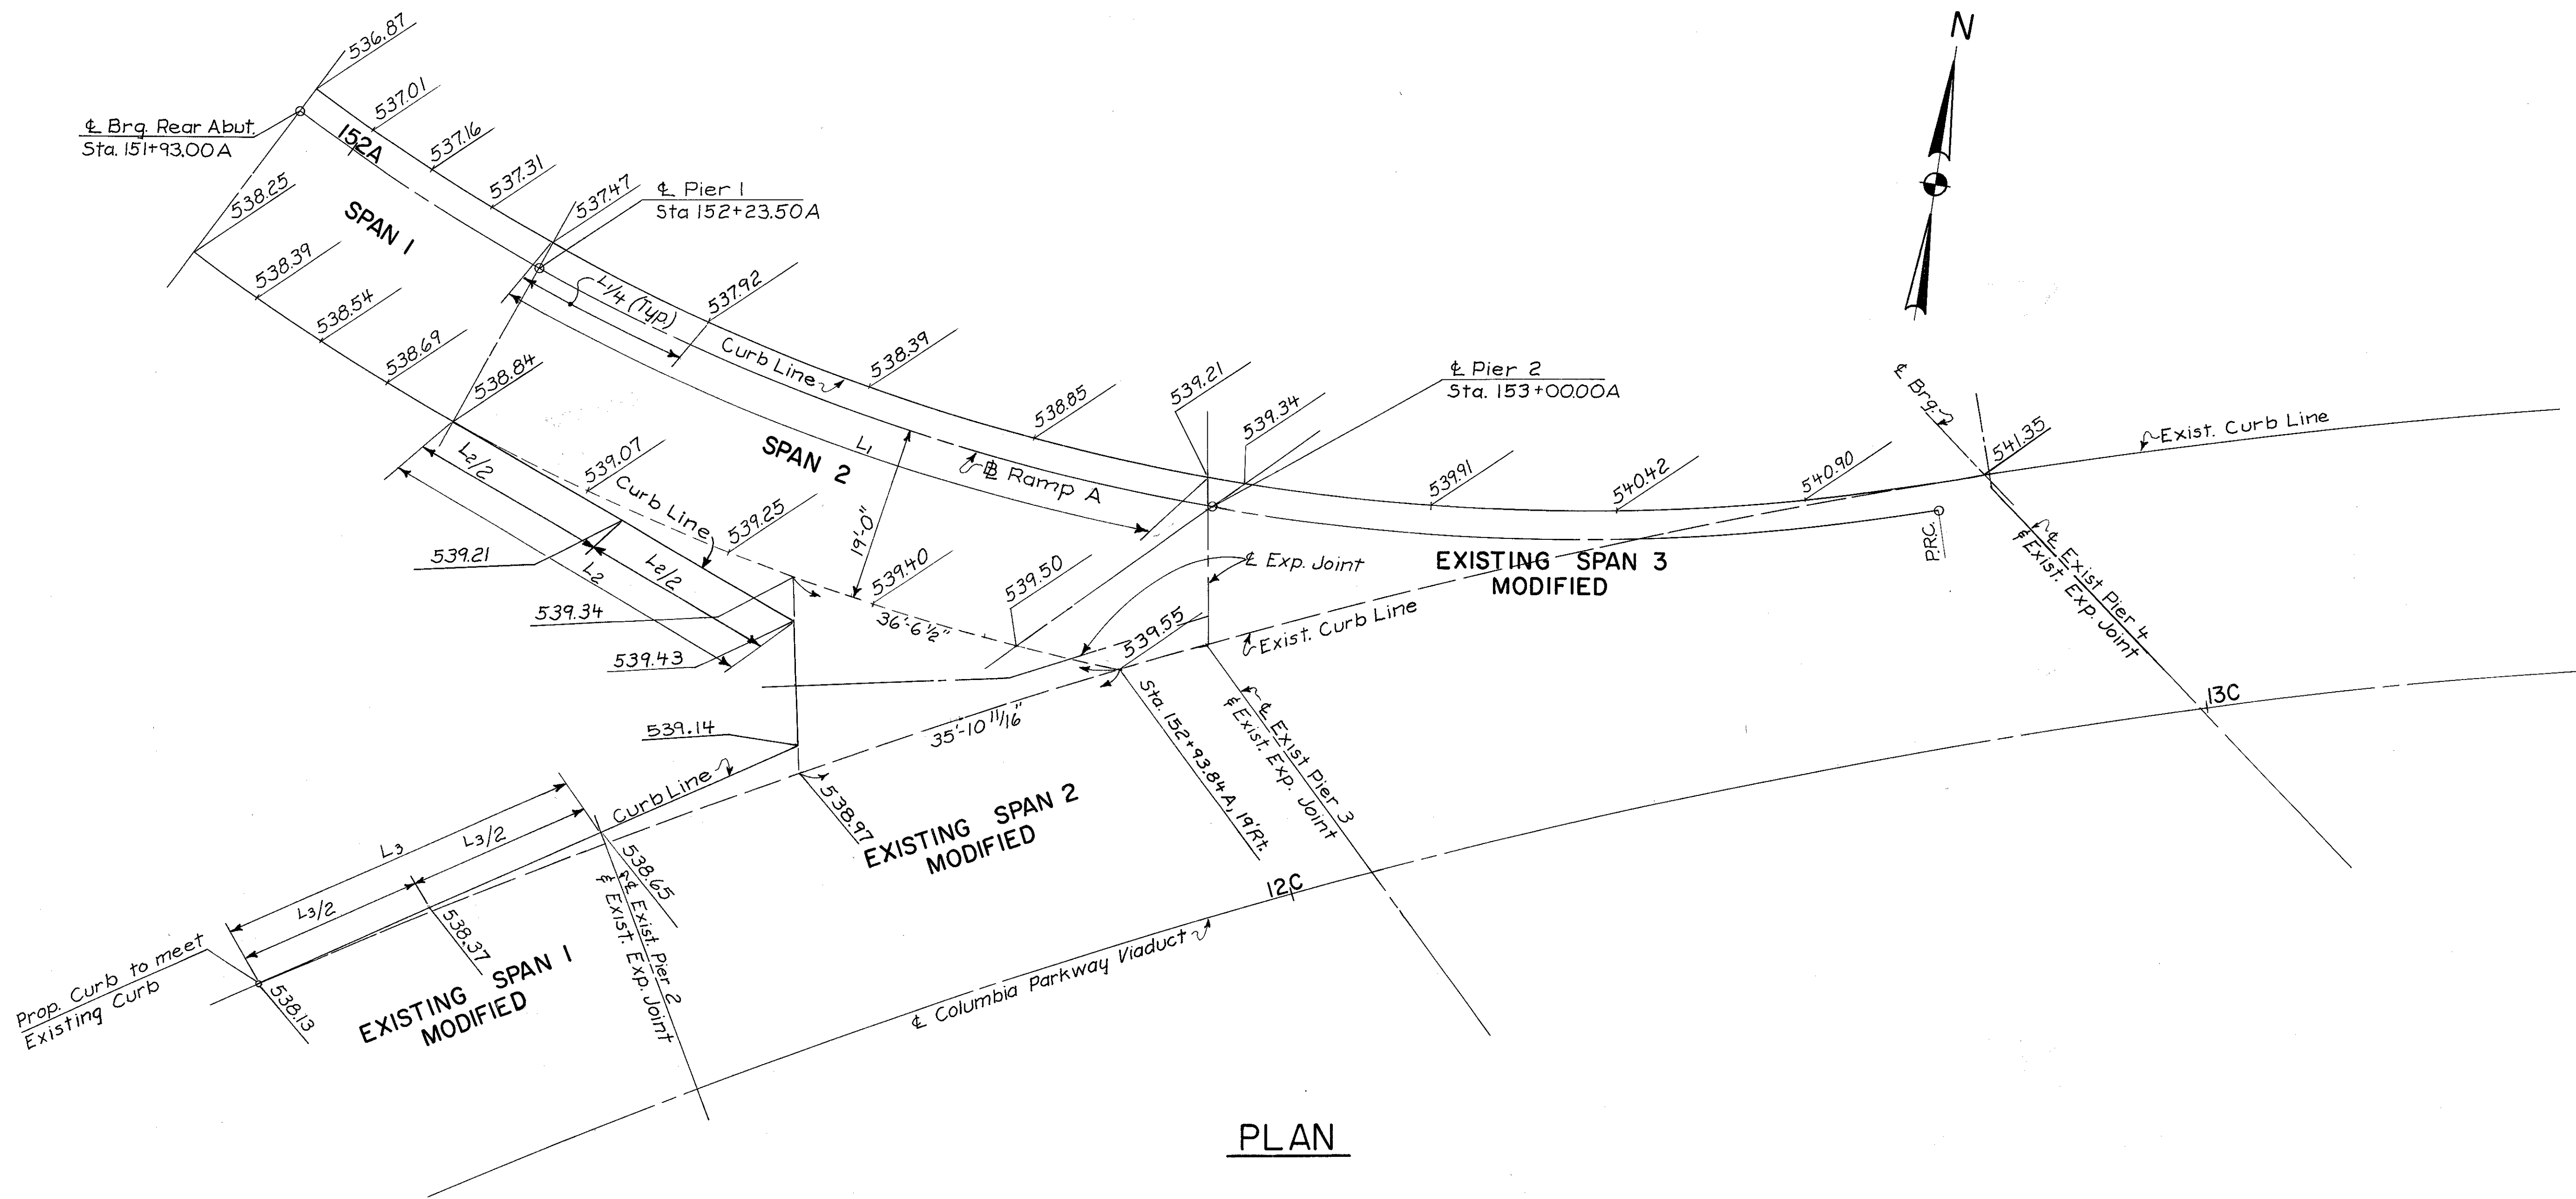 N
536.87
537.01
537.16
537.31
537.47
℄ Brg. Rear Abut.
Sta. 151+93.00A
152A
℄ Pier 1
Sta 152+23.50A
538.25
538.39
538.54
538.69
538.84
SPAN 1
L1/4 (Typ.)
537.92
538.39
538.85
539.21
539.34
Curb Line
℄ Pier 2
Sta. 153+00.00A
℄ Brg.
541.35
Exist. Curb Line
L1
SPAN 2
Ramp A
19'-0"
539.91
540.42
540.90
P.R.C.
EXISTING SPAN 3
MODIFIED
℄ Exist Pier 4
℄ Exist. Exp. Joint
L2/2
L2
L2/2
539.07
Curb Line
539.25
539.40
539.50
36'-6½"
℄ Exp. Joint
539.55
Exist. Curb Line
539.21
539.34
539.43
539.14
35'-10 11/16"
Sta. 152+93.84A, 19'Rt.
℄ Exist Pier 3
℄ Exist. Exp. Joint
13C
Curb Line
538.97
EXISTING SPAN 2
MODIFIED
L3
L3/2
L3/2
538.65
538.37
℄ Exist. Pier 2
℄ Exist. Exp. Joint
12C
℄ Columbia Parkway Viaduct
Prop. Curb to meet
Existing Curb
538.13
EXISTING SPAN 1
MODIFIED
PLAN